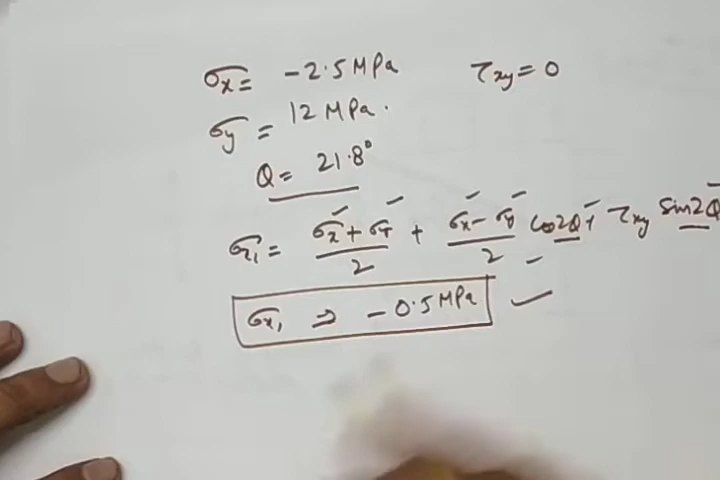 σx = -2.5 MPa τxy = 0
σy = 12 MPa.
Q = 21.8°
σx1 = σx + σy / 2 + σx - σy / 2 cos2Q + τxy sin2Q
σx1 ⇒ -0.5 MPa